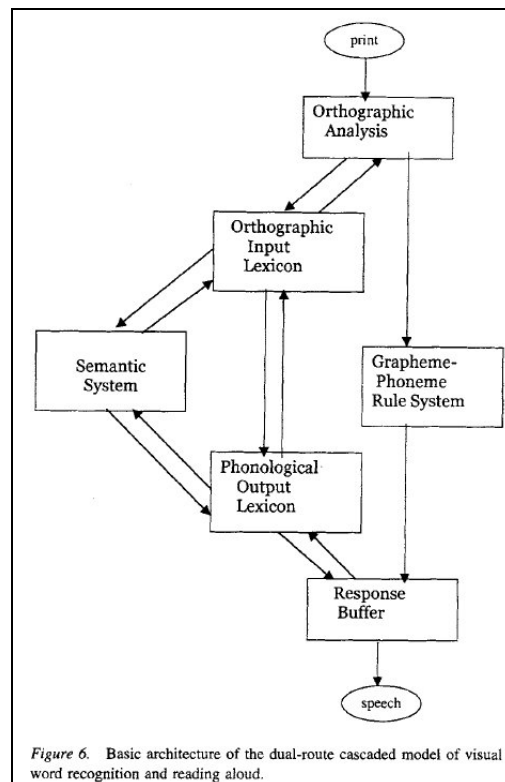 print
Orthographic
Analysis
Orthographic
Input
Lexicon
Semantic
System
Grapheme-
Phoneme
Rule System
Phonological
Output
Lexicon
Response
Buffer
speech
Figure 6. Basic architecture of the dual-route cascaded model of visual
word recognition and reading aloud.